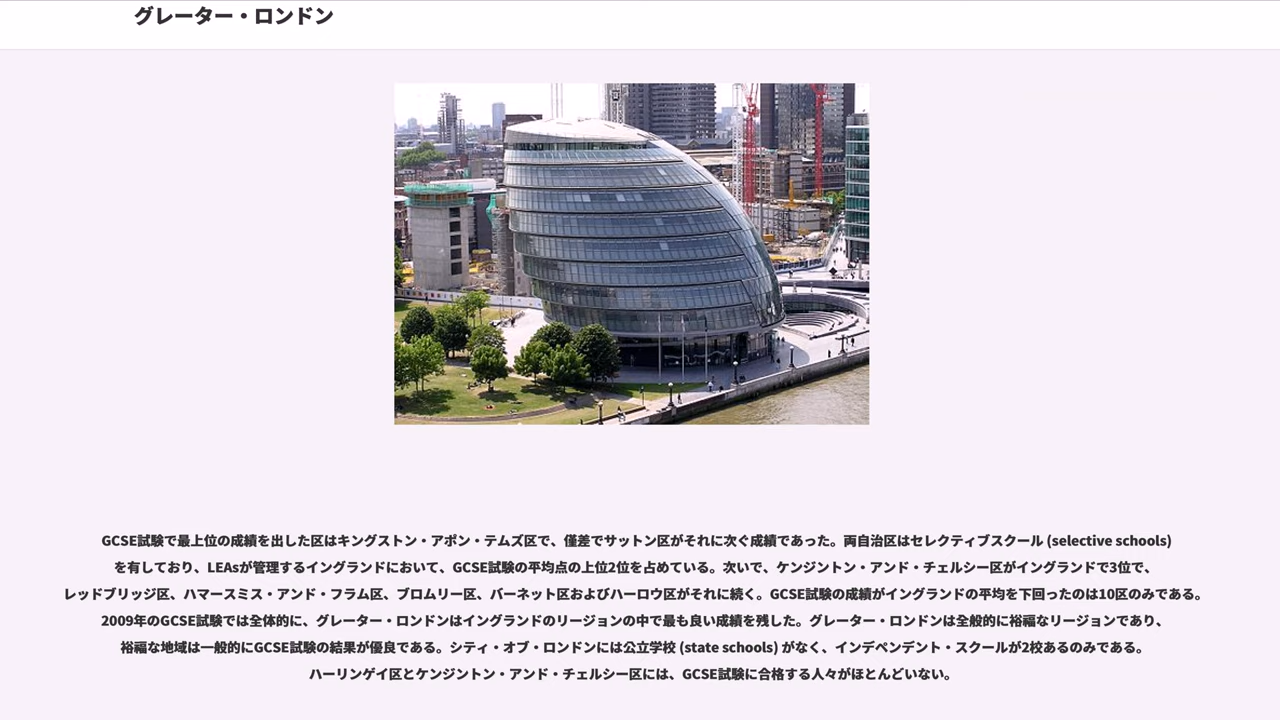 グレーター・ロンドン
GCSE試験で最上位の成績を出した区はキングストン・アポン・テムズ区で、僅差でサットン区がそれに次ぐ成績であった。両自治区はセレクティブスクール (selective schools)
を有しており、LEAsが管理するイングランドにおいて、GCSE試験の平均点の上位2位を占めている。次いで、ケンジントン・アンド・チェルシー区がイングランドで3位で、
レッドブリッジ区、ハマースミス・アンド・フラム区、ブロムリー区、バーネット区およびハーロウ区がそれに続く。GCSE試験の成績がイングランドの平均を下回ったのは10区のみである。
2009年のGCSE試験では全体的に、グレーター・ロンドンはイングランドのリージョンの中で最も良い成績を残した。グレーター・ロンドンは全般的に裕福なリージョンであり、
裕福な地域は一般的にGCSE試験の結果が優良である。シティ・オブ・ロンドンには公立学校 (state schools) がなく、インデペンデント・スクールが2校あるのみである。
ハーリンゲイ区とケンジントン・アンド・チェルシー区には、GCSE試験に合格する人々がほとんどいない。